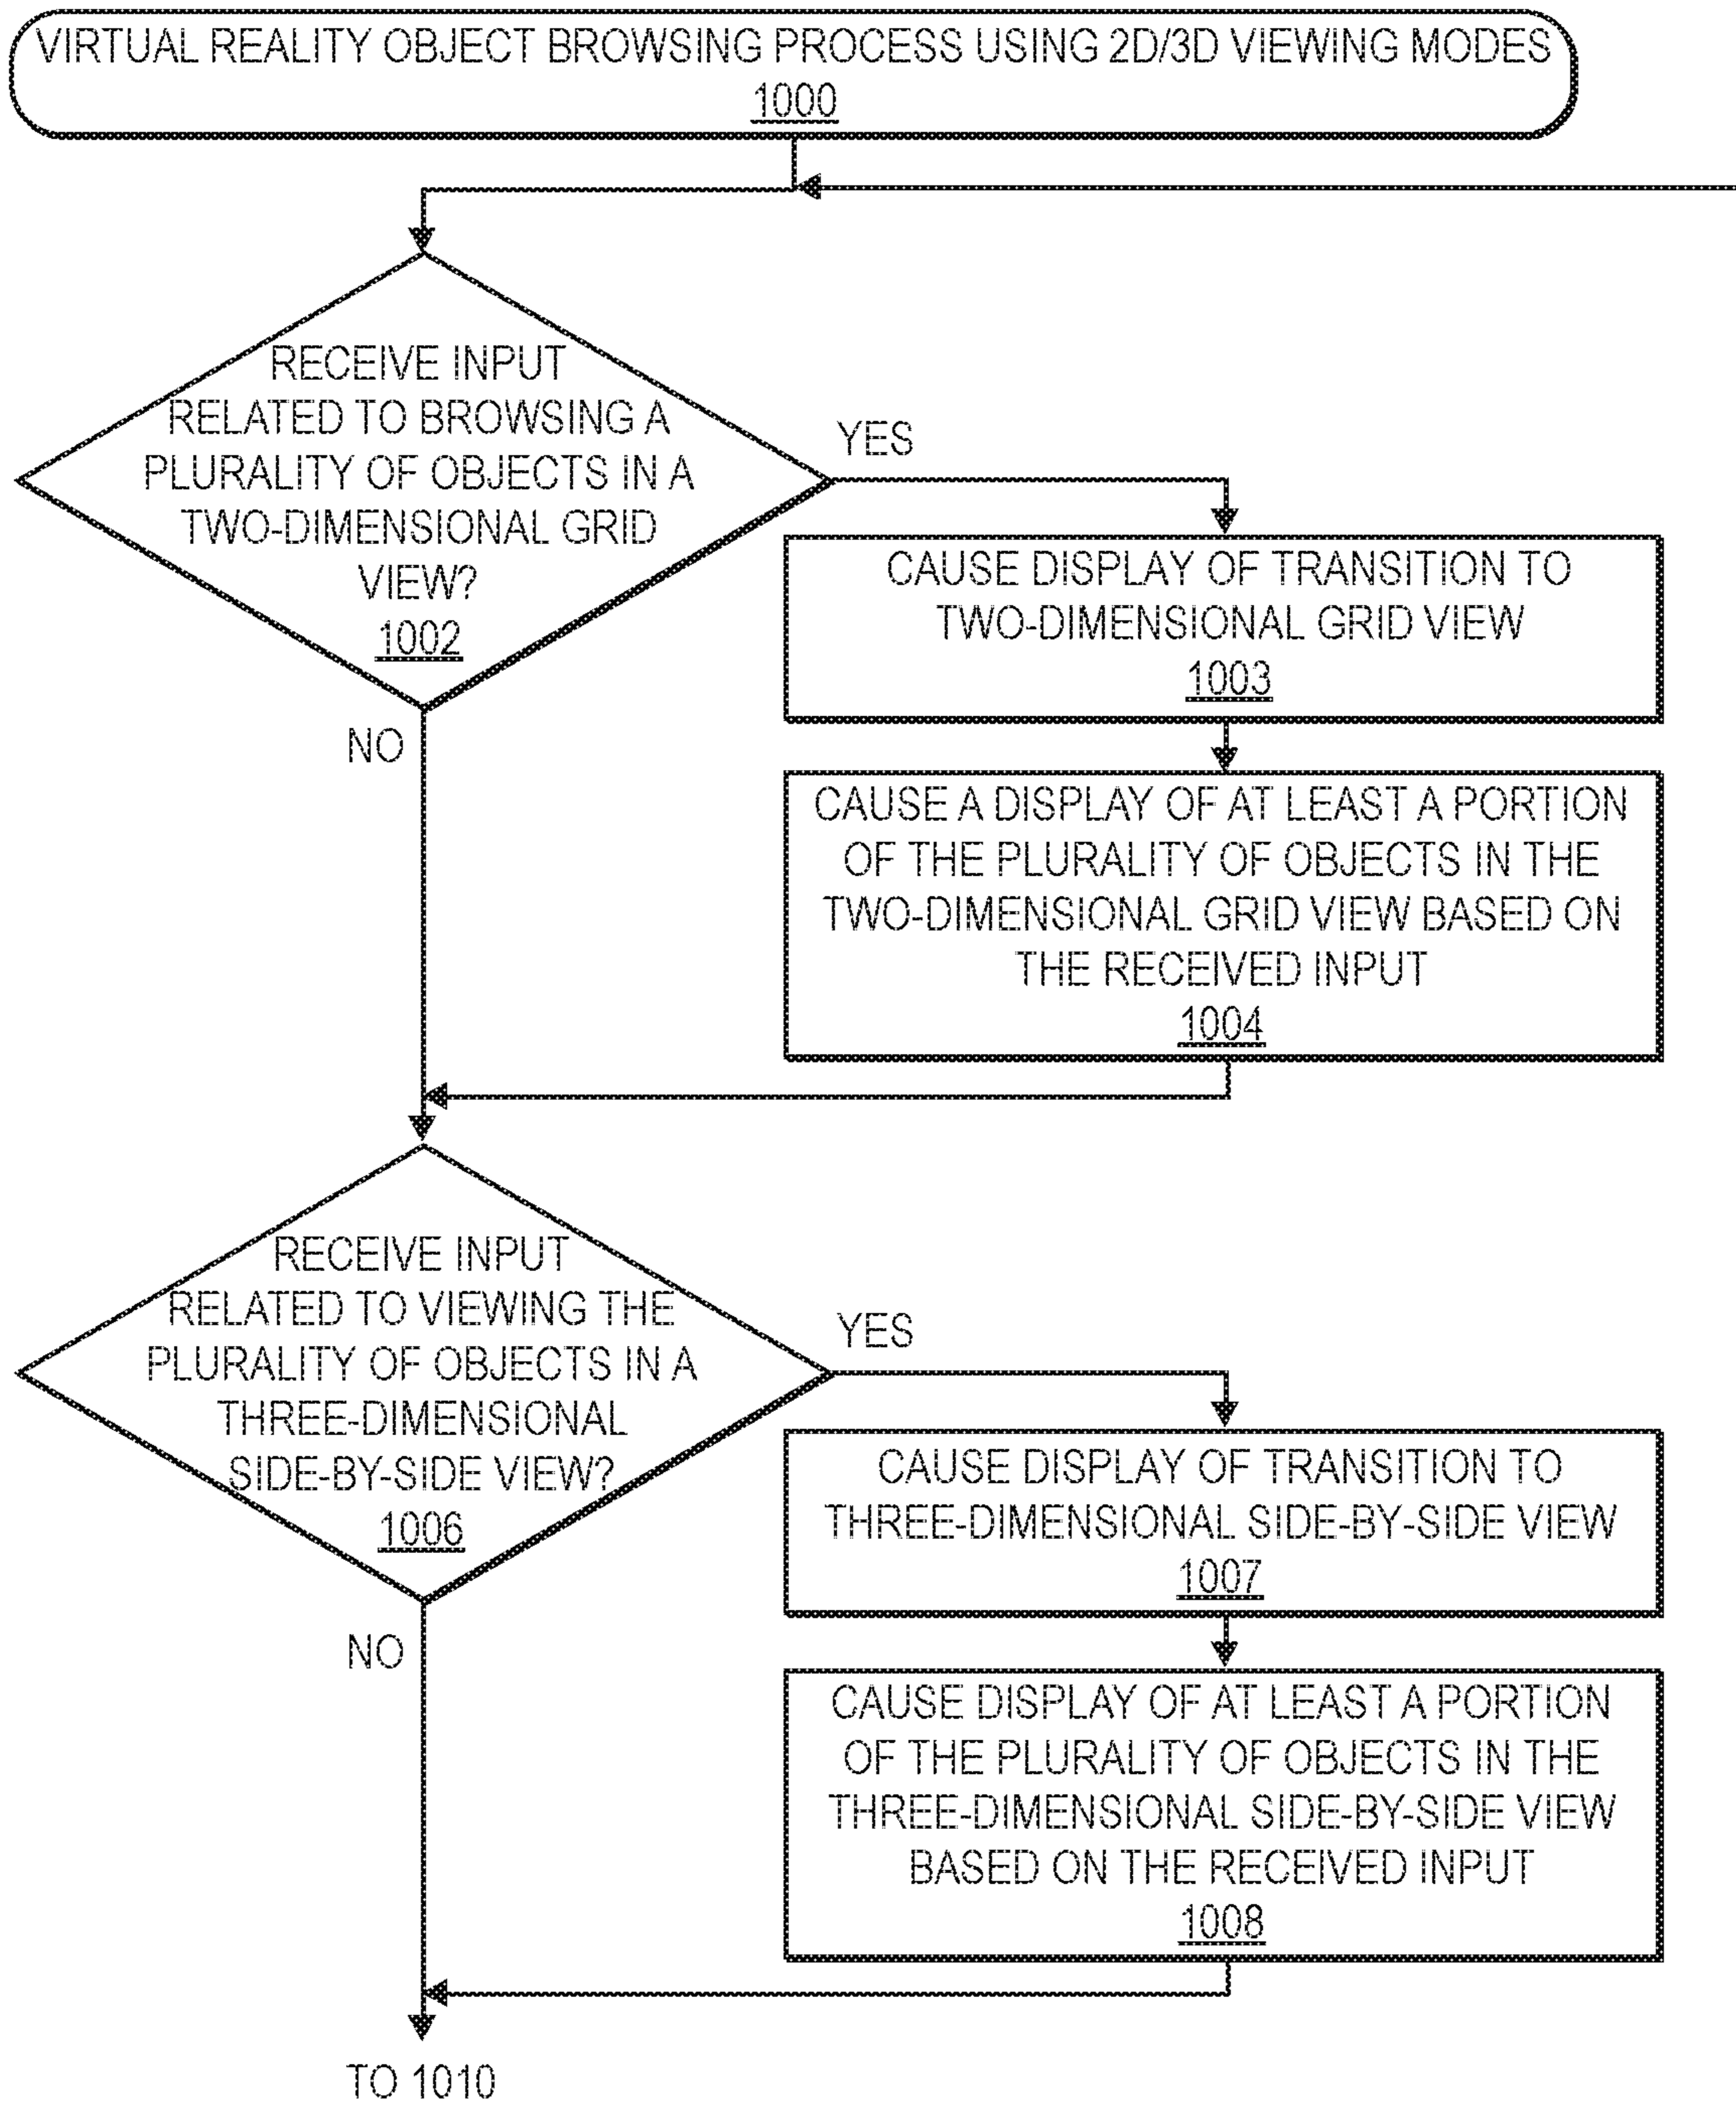 VIRTUAL REALITY OBJECT BROWSING PROCESS USING 2D/3D VIEWING MODES
1000
RECEIVE INPUT
RELATED TO BROWSING A
PLURALITY OF OBJECTS IN A
TWO-DIMENSIONAL GRID
VIEW?
1002
YES
NO
CAUSE DISPLAY OF TRANSITION TO
TWO-DIMENSIONAL GRID VIEW
1003
CAUSE A DISPLAY OF AT LEAST A PORTION
OF THE PLURALITY OF OBJECTS IN THE
TWO-DIMENSIONAL GRID VIEW BASED ON
THE RECEIVED INPUT
1004
RECEIVE INPUT
RELATED TO VIEWING THE
PLURALITY OF OBJECTS IN A
THREE-DIMENSIONAL
SIDE-BY-SIDE VIEW?
1006
YES
NO
CAUSE DISPLAY OF TRANSITION TO
THREE-DIMENSIONAL SIDE-BY-SIDE VIEW
1007
CAUSE DISPLAY OF AT LEAST A PORTION
OF THE PLURALITY OF OBJECTS IN THE
THREE-DIMENSIONAL SIDE-BY-SIDE VIEW
BASED ON THE RECEIVED INPUT
1008
TO 1010